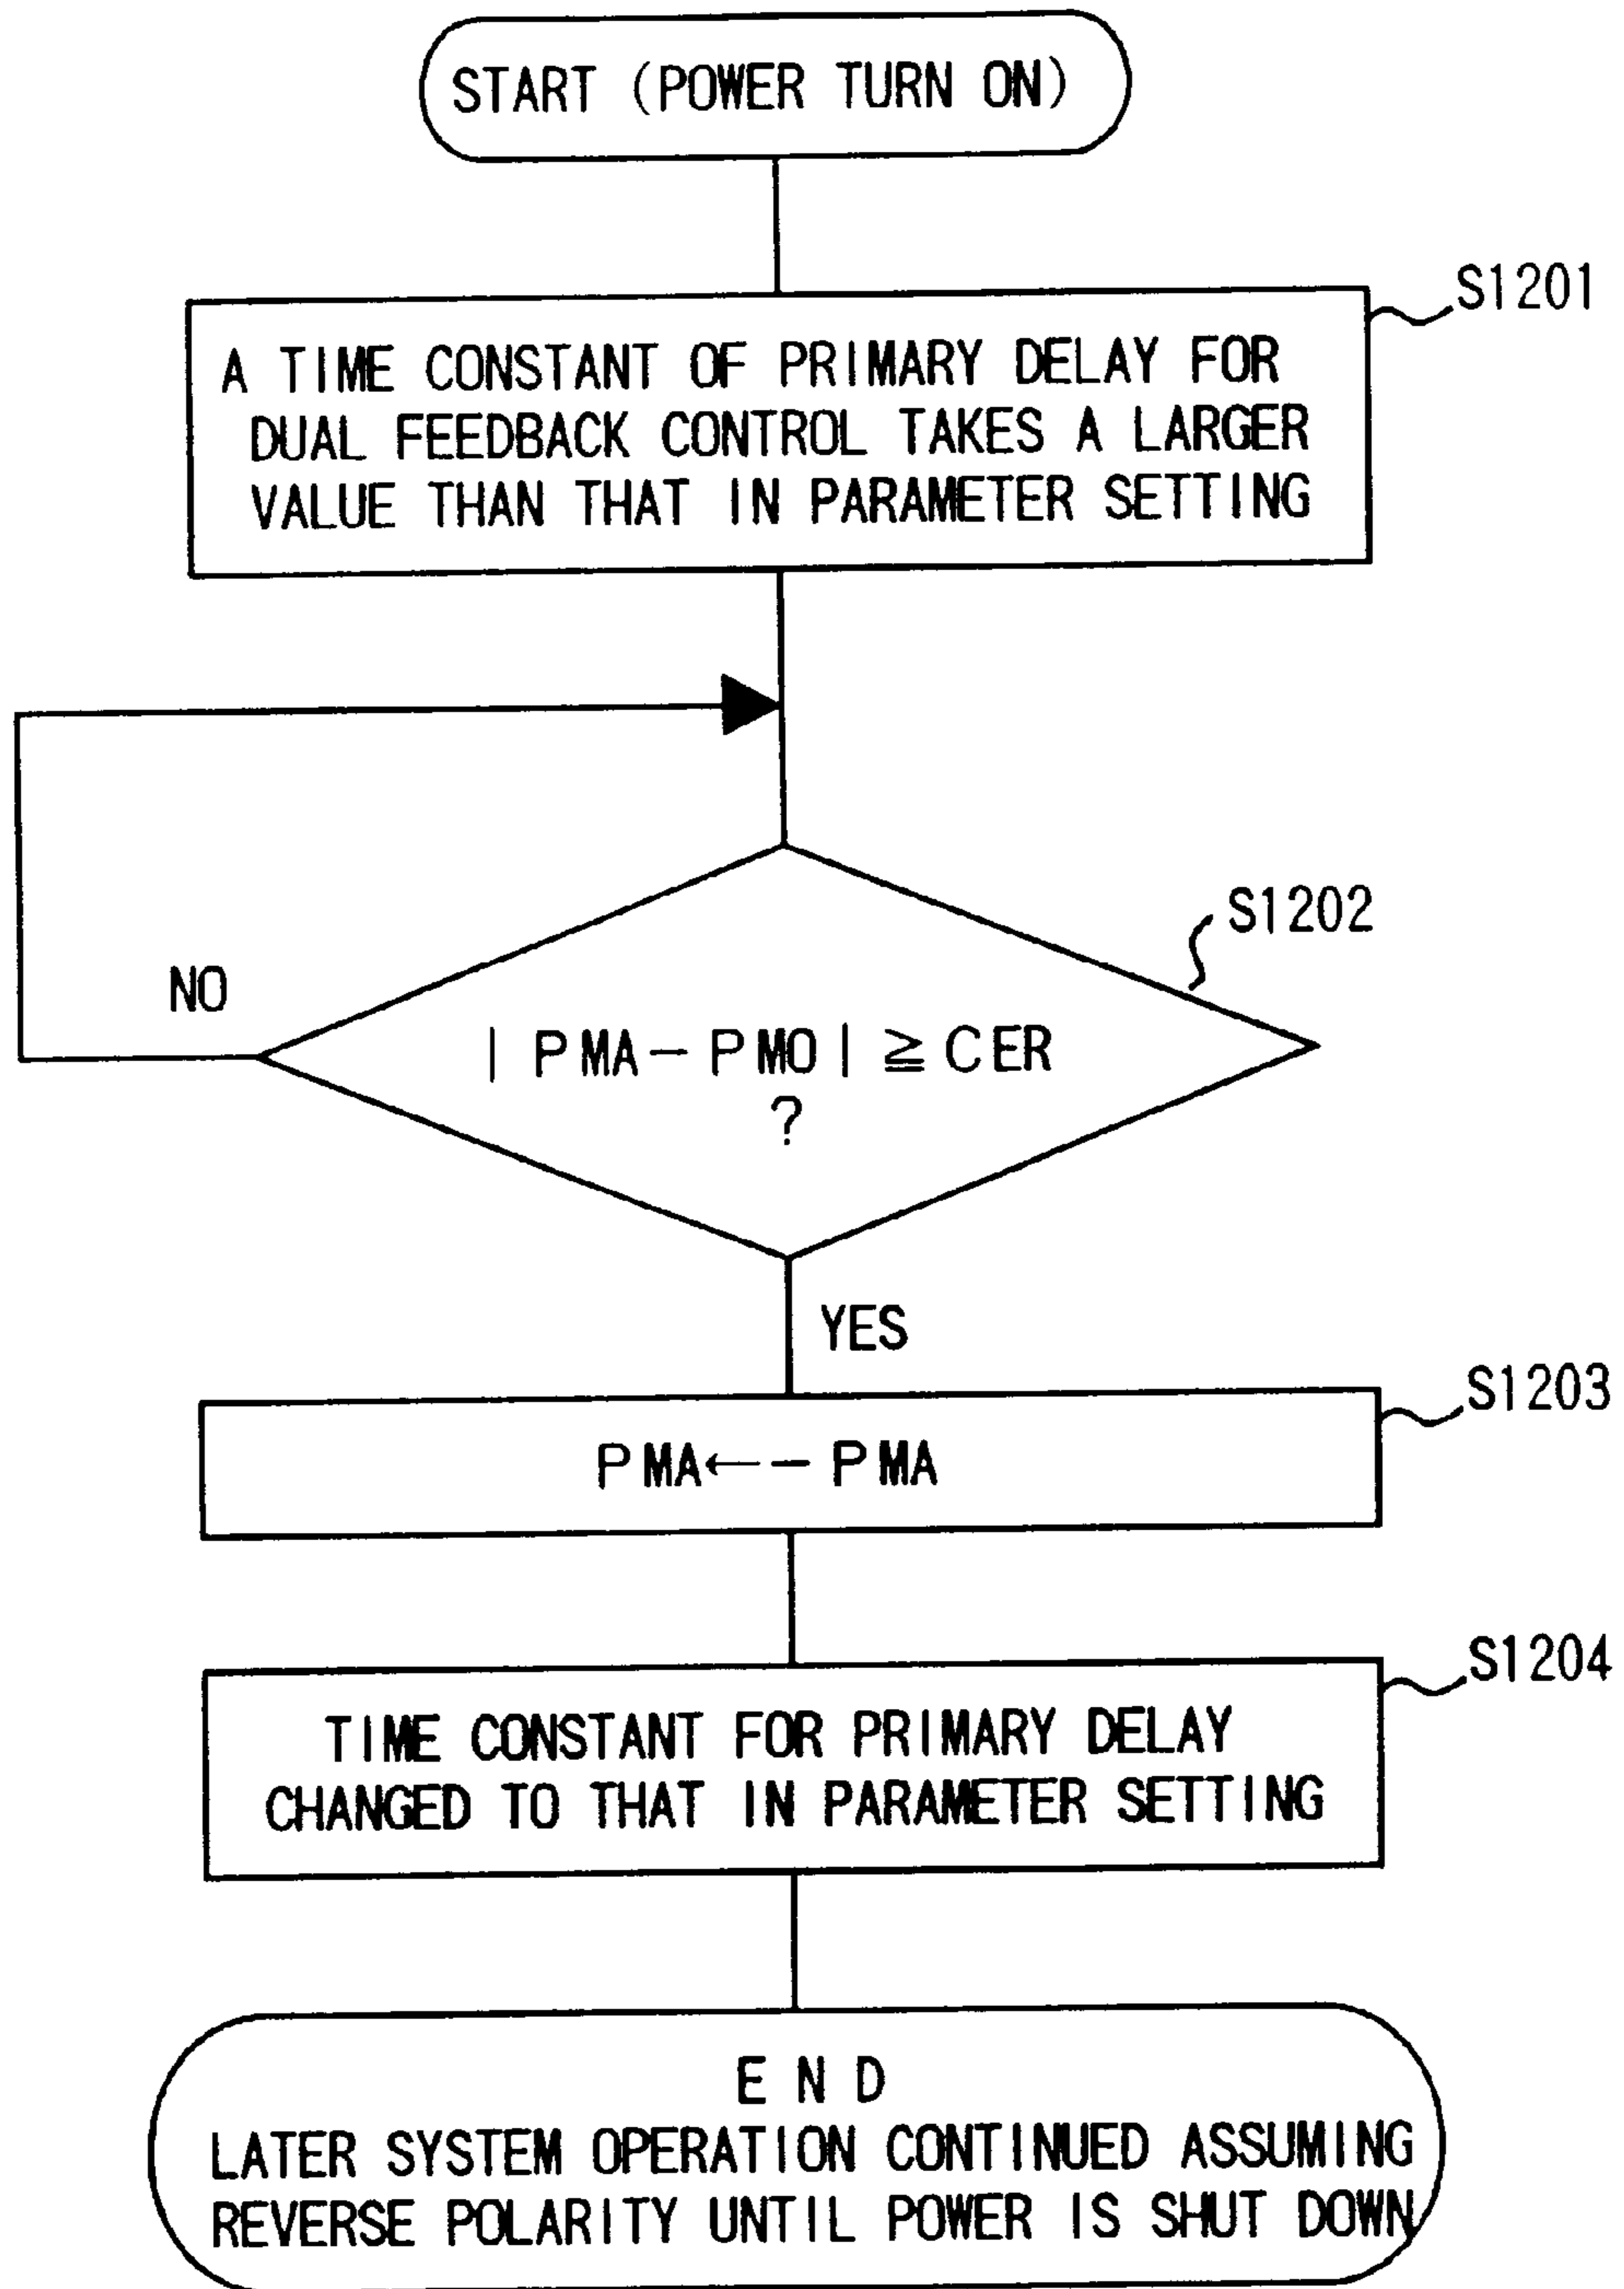 START (POWER TURN ON)
S1201
A TIME CONSTANT OF PRIMARY DELAY FOR
DUAL FEEDBACK CONTROL TAKES A LARGER
VALUE THAN THAT IN PARAMETER SETTING
S1202
NO
| PMA − PMO | ≧ CER
?
YES
S1203
PMA←− PMA
S1204
TIME CONSTANT FOR PRIMARY DELAY
CHANGED TO THAT IN PARAMETER SETTING
E N D
LATER SYSTEM OPERATION CONTINUED ASSUMING
REVERSE POLARITY UNTIL POWER IS SHUT DOWN